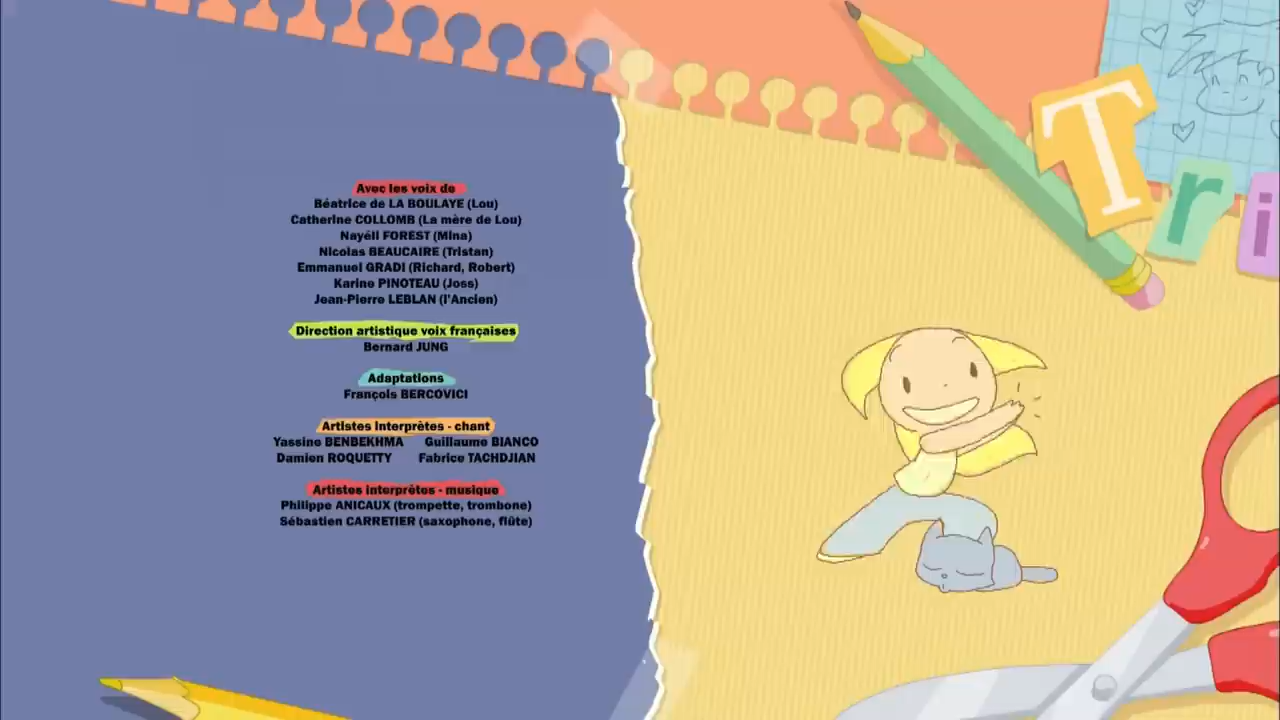 Avec les voix de
Béatrice de LA BOULAYE (Lou)
Catherine COLLOMB (La mère de Lou)
Nayéli FOREST (Mina)
Nicolas BEAUCAIRE (Tristan)
Emmanuel GRADI (Richard, Robert)
Karine PINOTEAU (Joss)
Jean-Pierre LEBLAN (l'Ancien)
Direction artistique voix françaises
Bernard JUNG
Adaptations
François BERCOVICI
Artistes interprètes - chant
Yassine BENBEKHMA Guillaume BIANCO
Damien ROQUETTY Fabrice TACHDJIAN
Artistes interprètes - musique
Philippe ANICAUX (trompette, trombone)
Sébastien CARRETIER (saxophone, flûte)
Tri